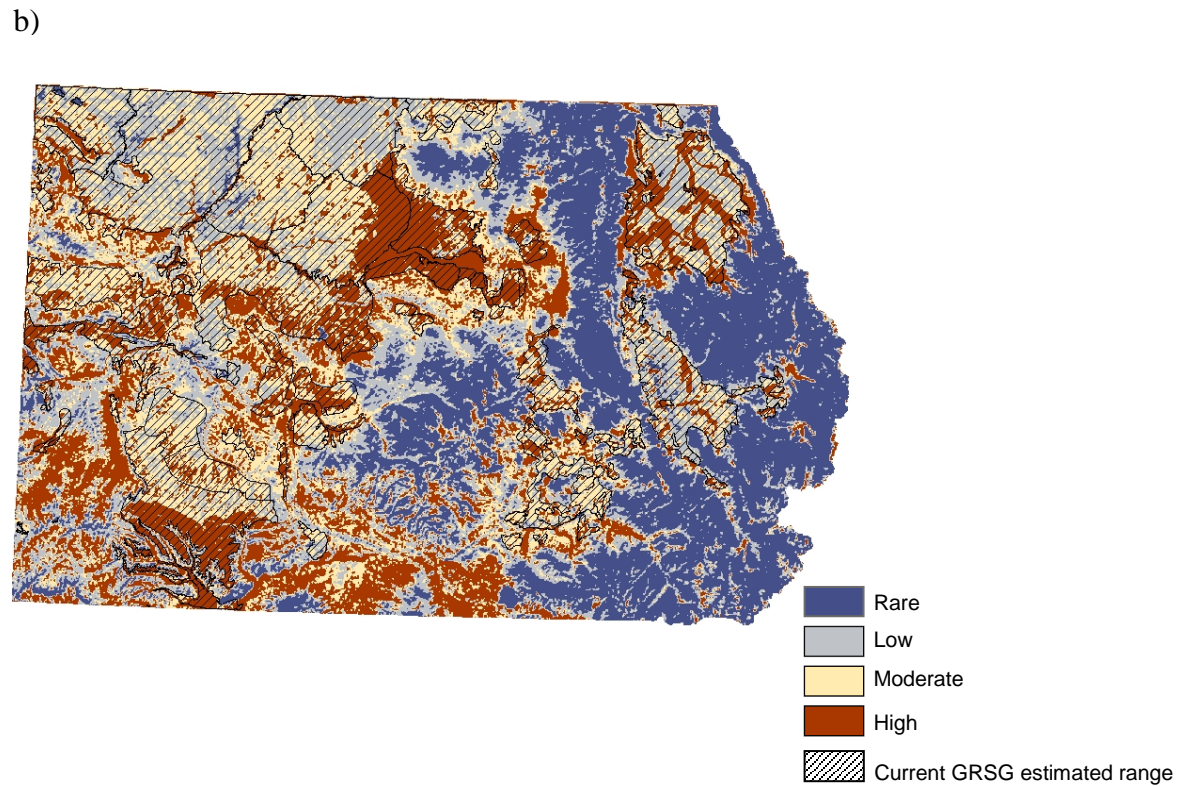 b)
Rare
Low
Moderate
High
Current GRSG estimated range